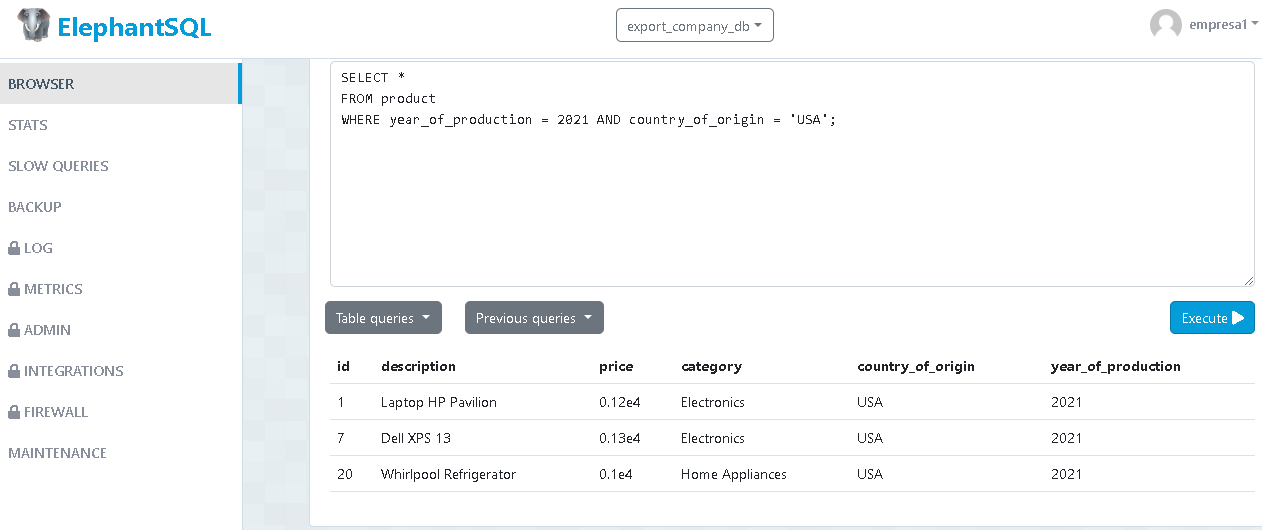 ElephantSQL
export_company_db
empresa1
BROWSER
STATS
SLOW QUERIES
BACKUP
LOG
METRICS
ADMIN
INTEGRATIONS
FIREWALL
MAINTENANCE
SELECT *
FROM product
WHERE year_of_production = 2021 AND country_of_origin = 'USA';
Table queries
Previous queries
Execute
id description price category country_of_origin year_of_production
1 Laptop HP Pavilion 0.12e4 Electronics USA 2021
7 Dell XPS 13 0.13e4 Electronics USA 2021
20 Whirlpool Refrigerator 0.1e4 Home Appliances USA 2021